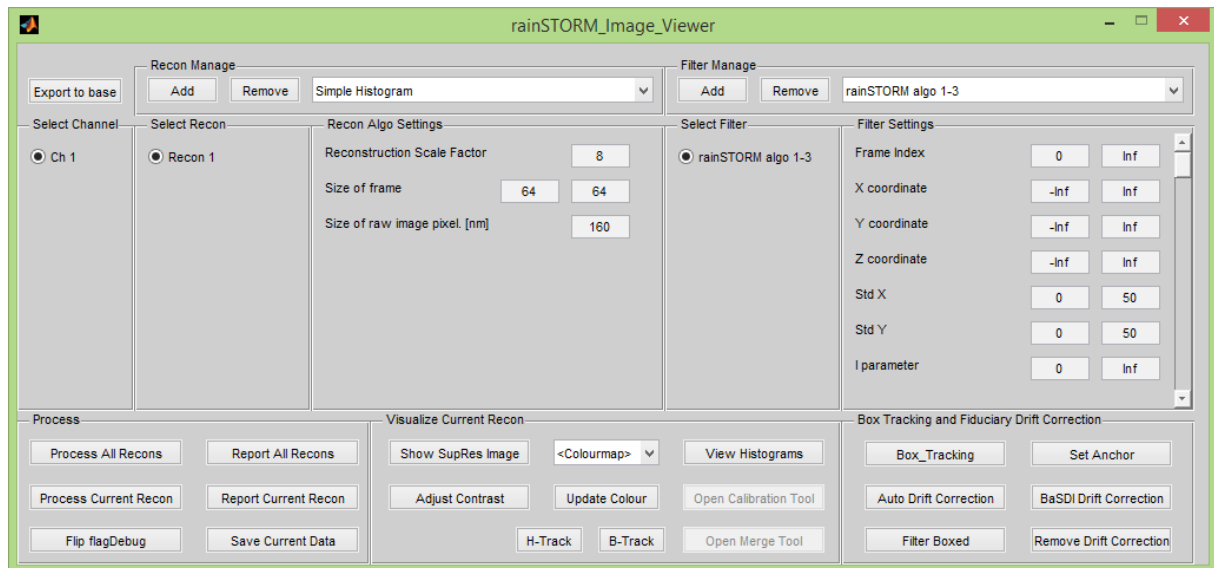 rainSTORM_Image_Viewer
Export to base
Recon Manage
Add Remove Simple Histogram
Filter Manage
Add Remove rainSTORM algo 1-3
Select Channel
Ch 1
Select Recon
Recon 1
Recon Algo Settings
Reconstruction Scale Factor 8
Size of frame 64 64
Size of raw image pixel. [nm] 160
Select Filter
rainSTORM algo 1-3
Filter Settings
Frame Index 0 Inf
X coordinate -Inf Inf
Y coordinate -Inf Inf
Z coordinate -Inf Inf
Std X 0 50
Std Y 0 50
I parameter 0 Inf
Process
Process All Recons Report All Recons
Process Current Recon Report Current Recon
Flip flagDebug Save Current Data
Visualize Current Recon
Show SupRes Image <Colourmap> View Histograms
Adjust Contrast Update Colour Open Calibration Tool
H-Track B-Track Open Merge Tool
Box Tracking and Fiduciary Drift Correction
Box_Tracking Set Anchor
Auto Drift Correction BaSDI Drift Correction
Filter Boxed Remove Drift Correction